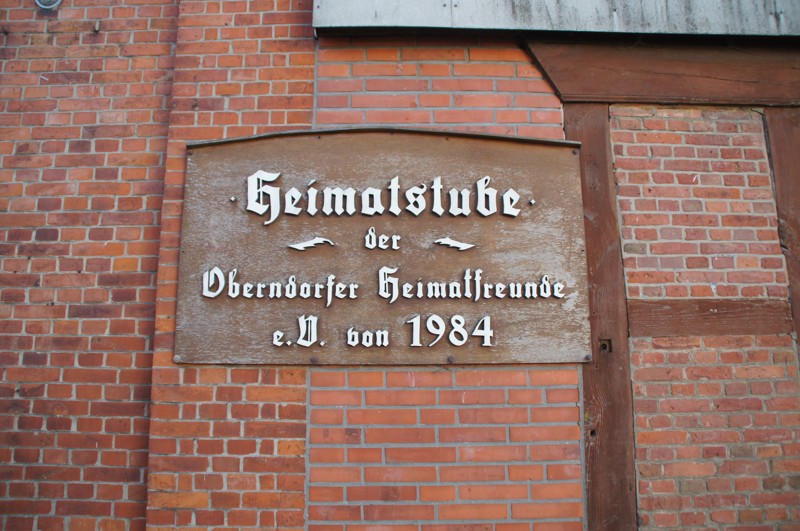 Heimatstube
der
Oberndorfer Heimatfreunde
e.V. von 1984